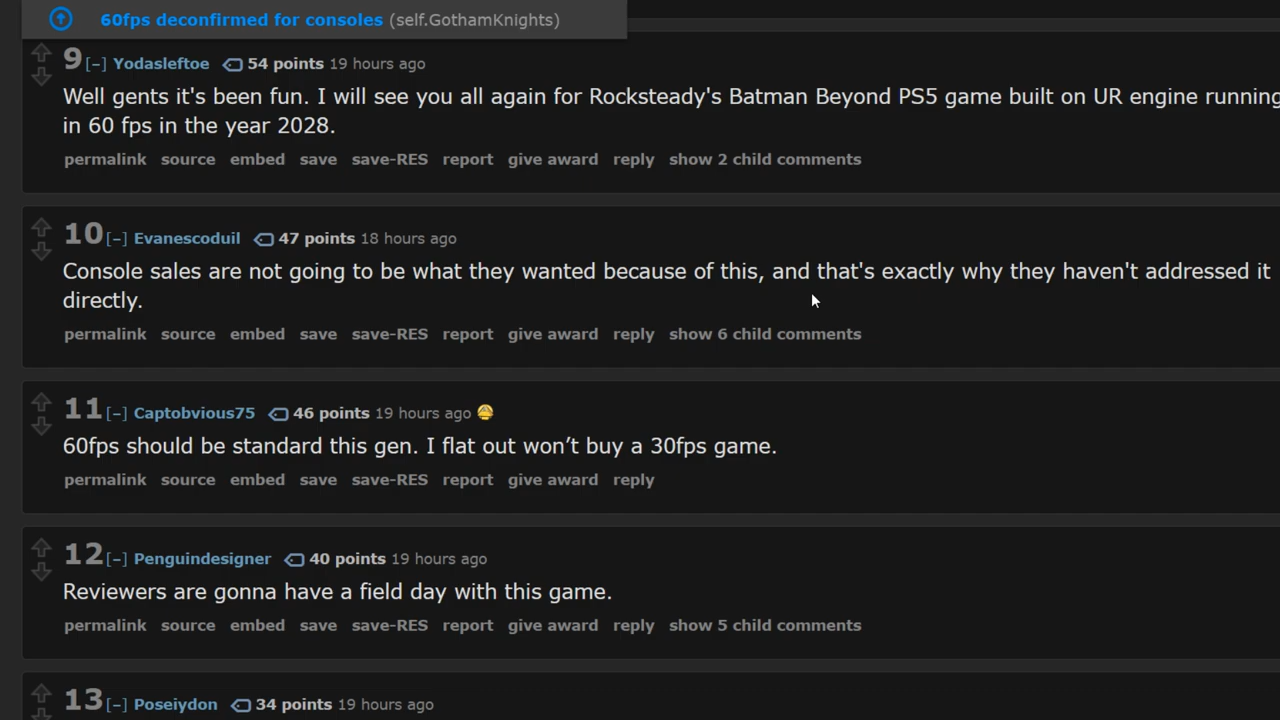 60fps deconfirmed for consoles (self.GothamKnights)
9 [–] Yodasleftoe 54 points 19 hours ago
Well gents it's been fun. I will see you all again for Rocksteady's Batman Beyond PS5 game built on UR engine running
in 60 fps in the year 2028.
permalink source embed save save-RES report give award reply show 2 child comments
10 [–] Evanescoduil 47 points 18 hours ago
Console sales are not going to be what they wanted because of this, and that's exactly why they haven't addressed it
directly.
permalink source embed save save-RES report give award reply show 6 child comments
11 [–] Captobvious75 46 points 19 hours ago
60fps should be standard this gen. I flat out won’t buy a 30fps game.
permalink source embed save save-RES report give award reply
12 [–] Penguindesigner 40 points 19 hours ago
Reviewers are gonna have a field day with this game.
permalink source embed save save-RES report give award reply show 5 child comments
13 [–] Poseiydon 34 points 19 hours ago